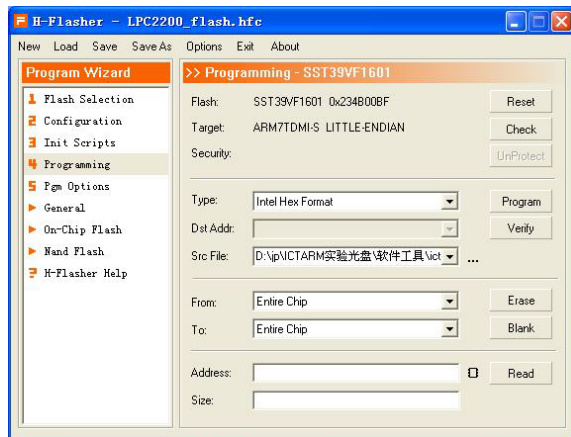 H-Flasher - LPC2200_flash.hfc
New Load Save Save As Options Exit About
Program Wizard
1 Flash Selection
2 Configuration
3 Init Scripts
4 Programming
5 Pgm Options
General
On-Chip Flash
Nand Flash
? H-Flasher Help
>> Programming - SST39VF1601
Flash: SST39VF1601 0x234B00BF Reset
Target: ARM7TDMI-S LITTLE-ENDIAN Check
Security: UnProtect
Type: Intel Hex Format Program
Dst Addr: Verify
Src File: D:\jp\ICTARM实验光盘\软件工具\ict ...
From: Entire Chip Erase
To: Entire Chip Blank
Address: Read
Size: